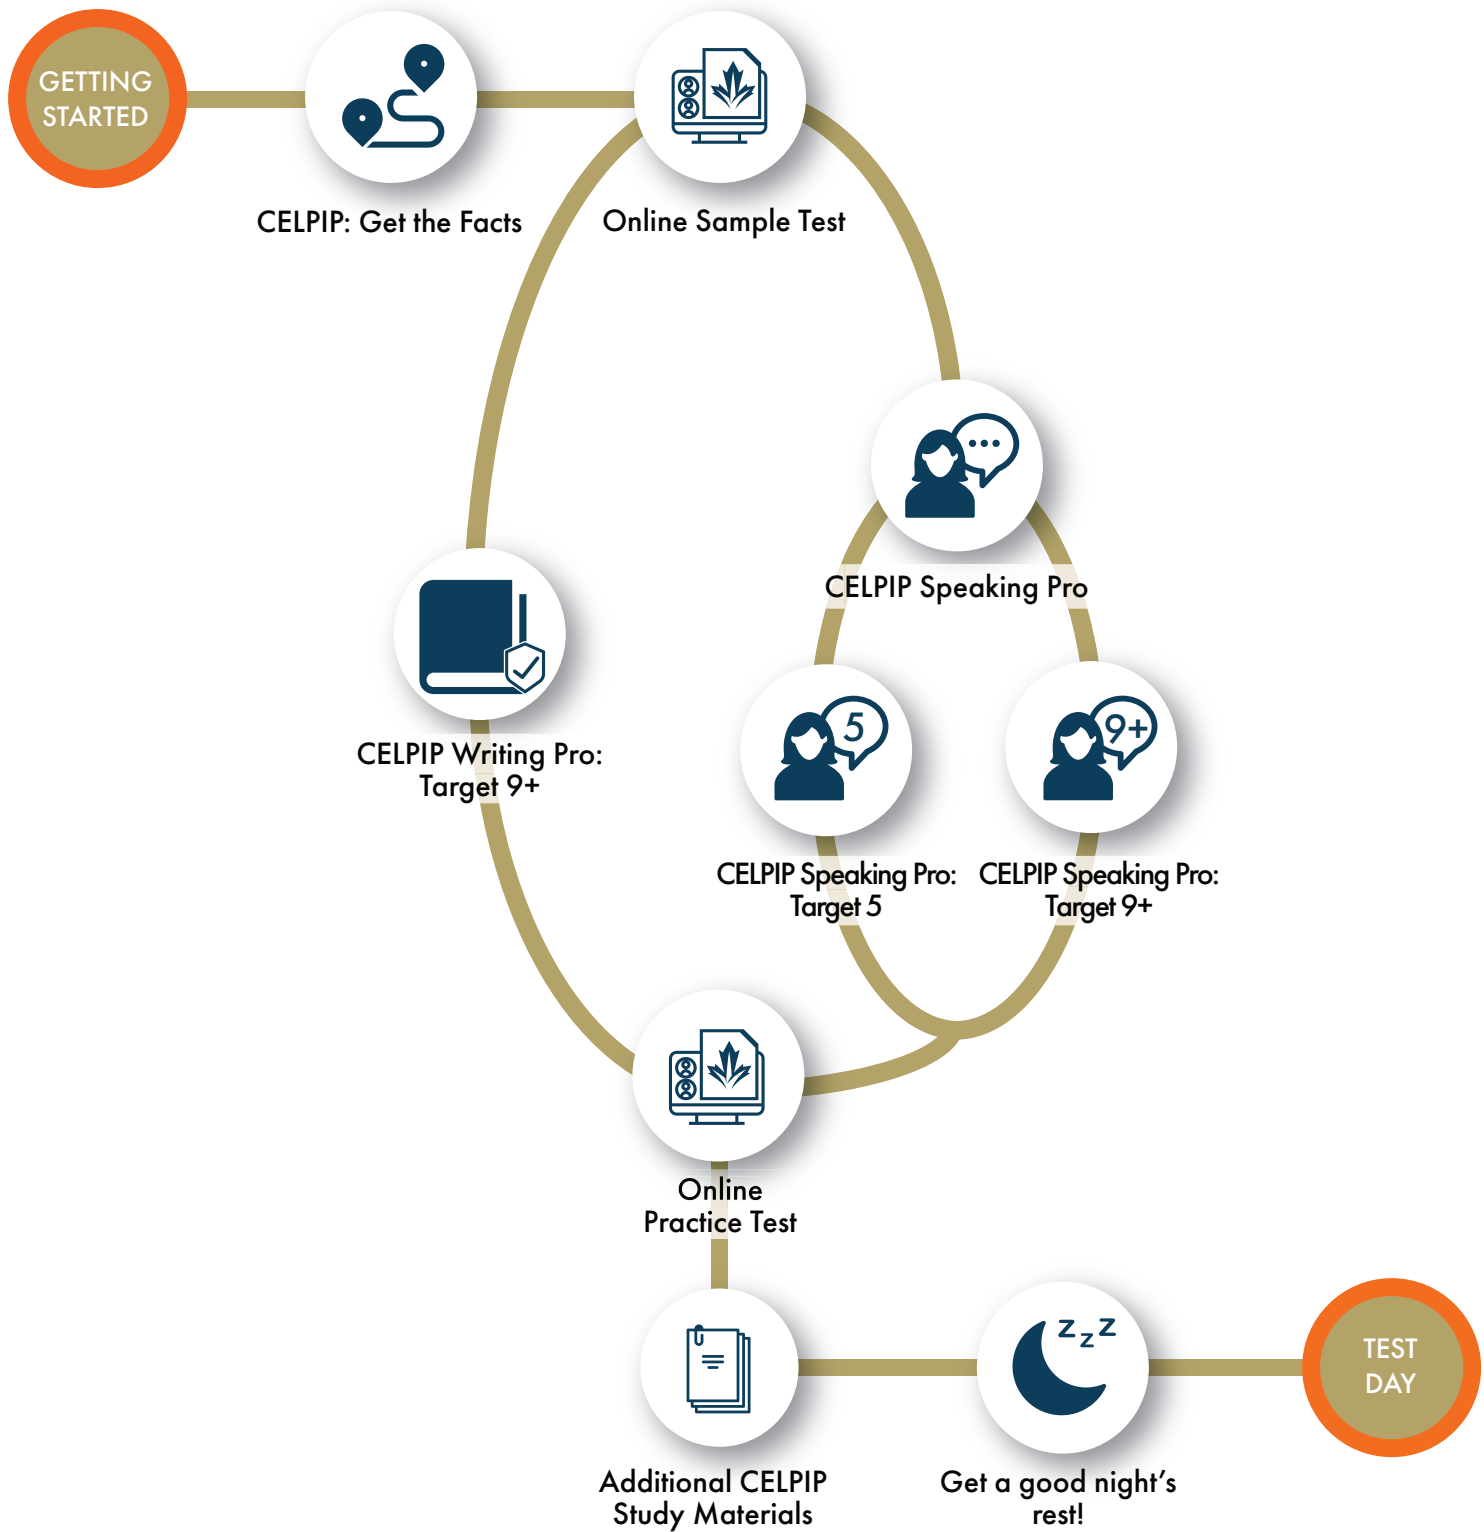 GETTING
STARTED
CELPIP: Get the Facts
Online Sample Test
CELPIP Speaking Pro
CELPIP Writing Pro:
Target 9+
5
9+
CELPIP Speaking Pro:
Target 5
CELPIP Speaking Pro:
Target 9+
Online
Practice Test
z z z
TEST
DAY
Additional CELPIP
Study Materials
Get a good night's
rest!